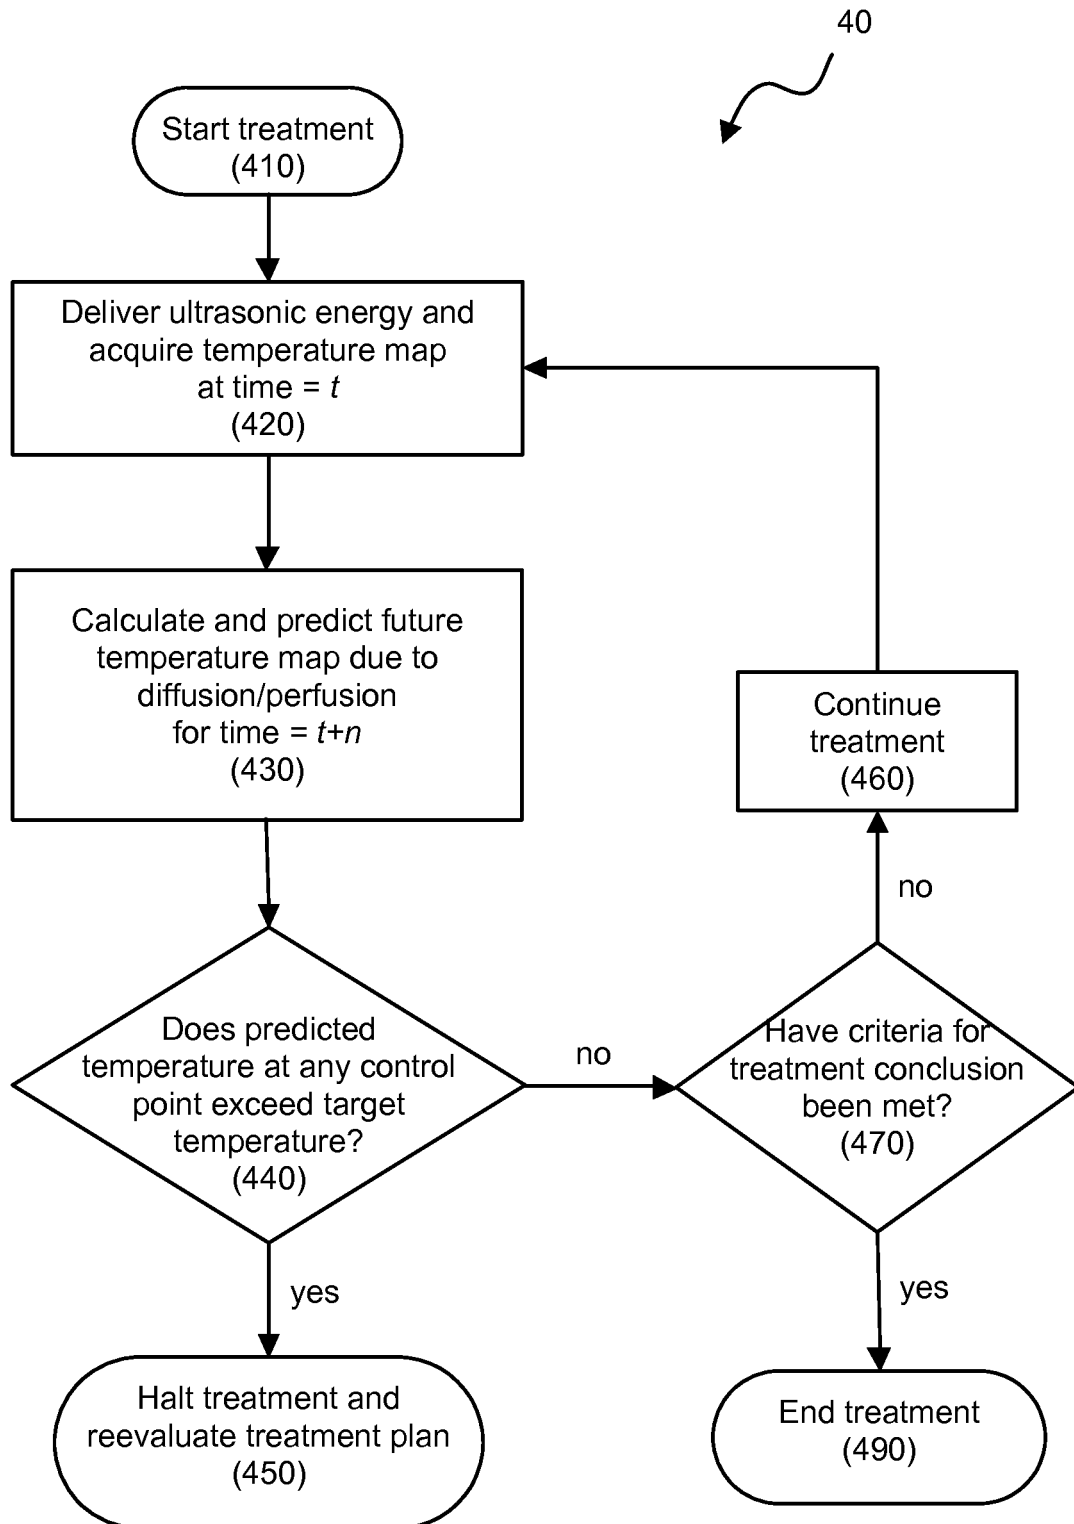 40
Start treatment
(410)
Deliver ultrasonic energy and
acquire temperature map
at time = t
(420)
Calculate and predict future
temperature map due to
diffusion/perfusion
for time = t+n
(430)
Continue
treatment
(460)
no
Does predicted
temperature at any control
point exceed target
temperature?
(440)
no
Have criteria for
treatment conclusion
been met?
(470)
yes
yes
Halt treatment and
reevaluate treatment plan
(450)
End treatment
(490)